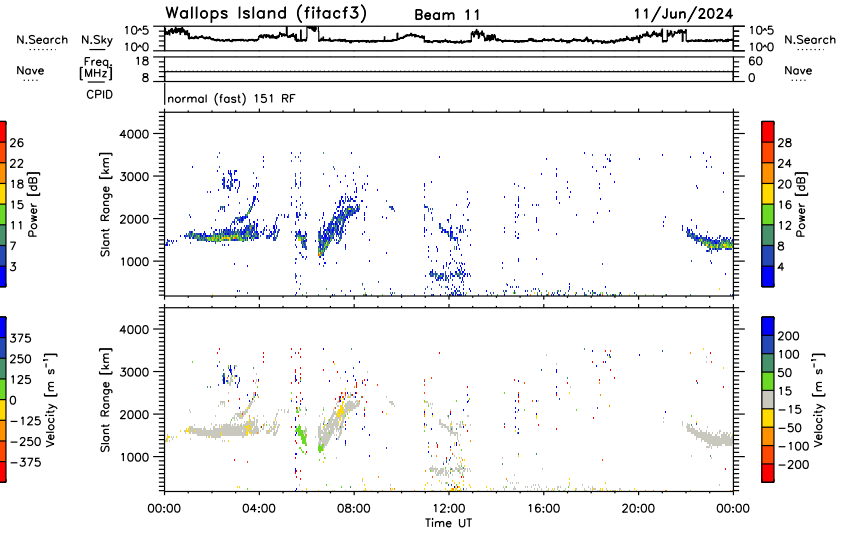 Wallops Island (fitacf3) Beam 11 11/Jun/2024
N.Search N.Sky 10^5 10^5 N.Search
10^0 10^0
Nave Freq. 18 60 Nave
[MHz] 8 0
CPID normal (fast) 151 RF
4000
3000
2000
1000
Slant Range [km]
26
22
18
15
11
7
3
Power [dB]
28
24
20
16
12
8
4
Power [dB]
4000
3000
2000
1000
Slant Range [km]
375
250
125
0
-125
-250
-375
Velocity [m s⁻¹]
200
100
50
15
-15
-50
-100
-200
Velocity [m s⁻¹]
00:00 04:00 08:00 12:00 16:00 20:00 00:00
Time UT